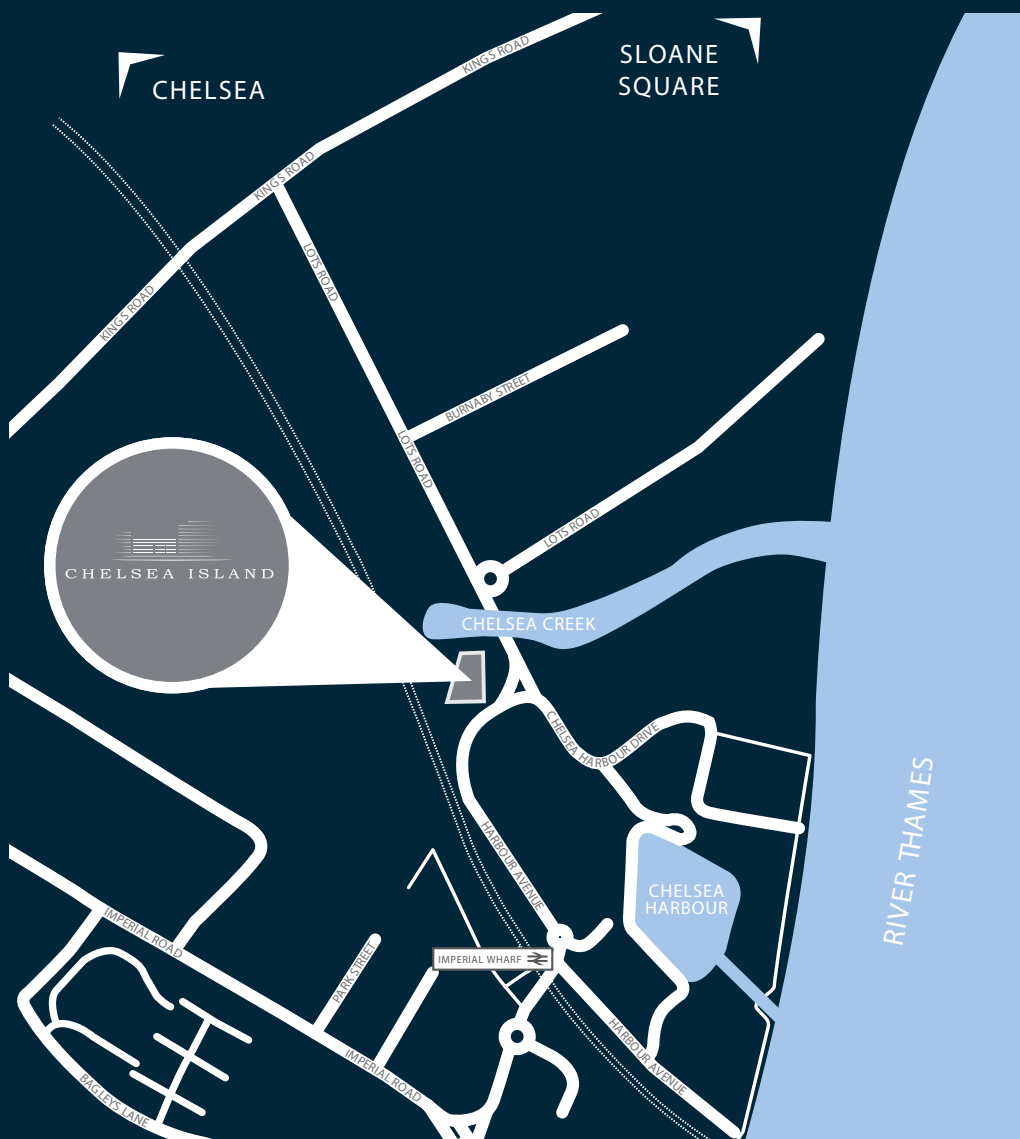 KINGS ROAD
SLOANE
SQUARE
CHELSEA
KINGS ROAD
LOTS ROAD
KINGS ROAD
BURNABY STREET
LOTS ROAD
LOTS ROAD
CHELSEA ISLAND
CHELSEA CREEK
CHELSEA HARBOUR DRIVE
RIVER THAMES
HARBOUR AVENUE
CHELSEA
HARBOUR
IMPERIAL ROAD
PARK STREET
IMPERIAL WHARF
HARBOUR AVENUE
IMPERIAL ROAD
BAGLEYS LANE